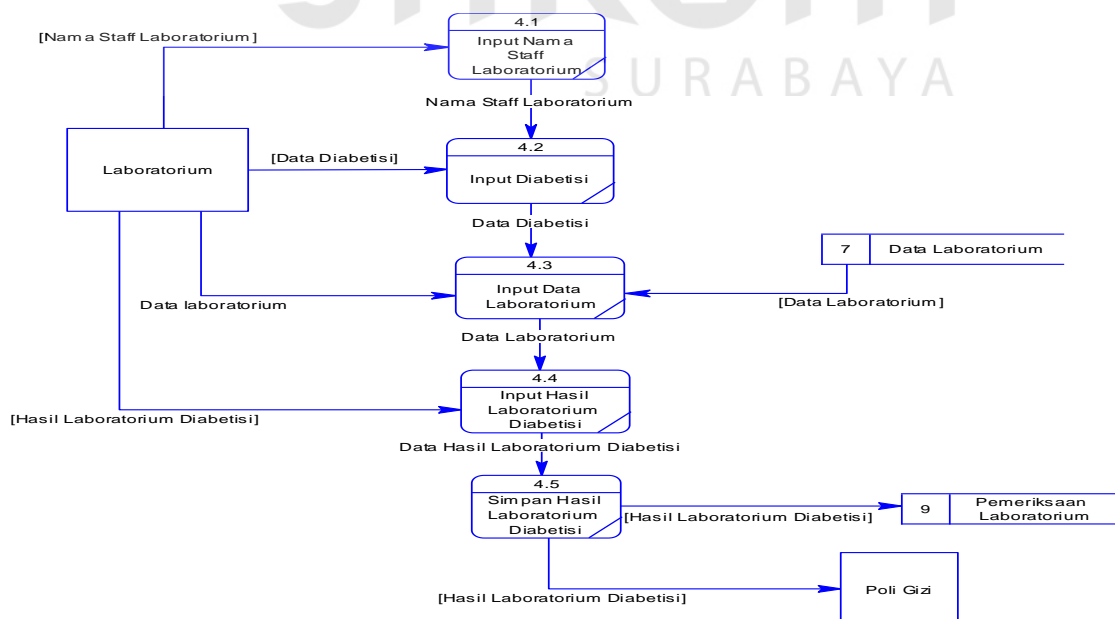 4.1
[Nama Staff Laboratorium]
Input Nama
Staff
Laboratorium
SURABAYA
Nama Staff Laboratorium
4.2
[Data Diabetisi]
Laboratorium
Input Diabetisi
Data Diabetisi
7
Data Laboratorium
4.3
Input Data
Laboratorium
Data laboratorium
[Data Laboratorium]
Data Laboratorium
4.4
Input Hasil
Laboratorium
Diabetisi
[Hasil Laboratorium Diabetisi]
Data Hasil Laboratorium Diabetisi
4.5
Simpan Hasil
Laboratorium
Diabetisi
[Hasil Laboratorium Diabetisi]
9
Pemeriksaan
Laboratorium
Poli Gizi
[Hasil Laboratorium Diabetisi]